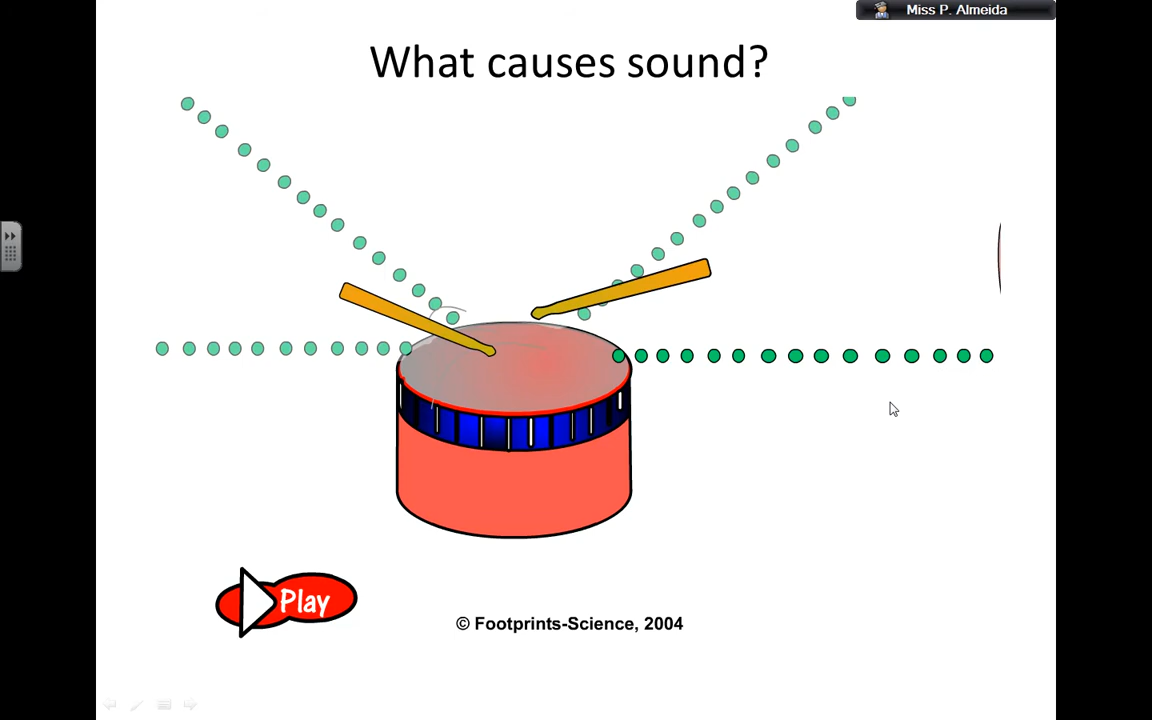 Miss P. Almeida
What causes sound?
Play
© Footprints-Science, 2004